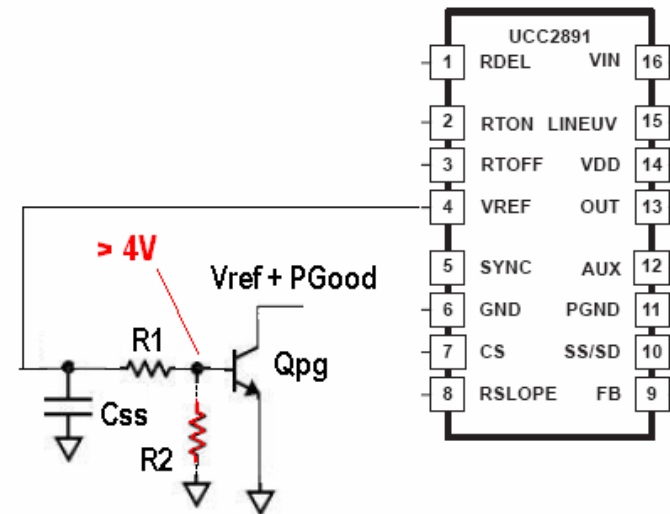 UCC2891
1 RDEL VIN 16
2 RTON LINEUV 15
3 RTOFF VDD 14
4 VREF OUT 13
5 SYNC AUX 12
6 GND PGND 11
7 CS SS/SD 10
8 RSLOPE FB 9
> 4V
Vref + PGood
R1
Qpg
Css
R2